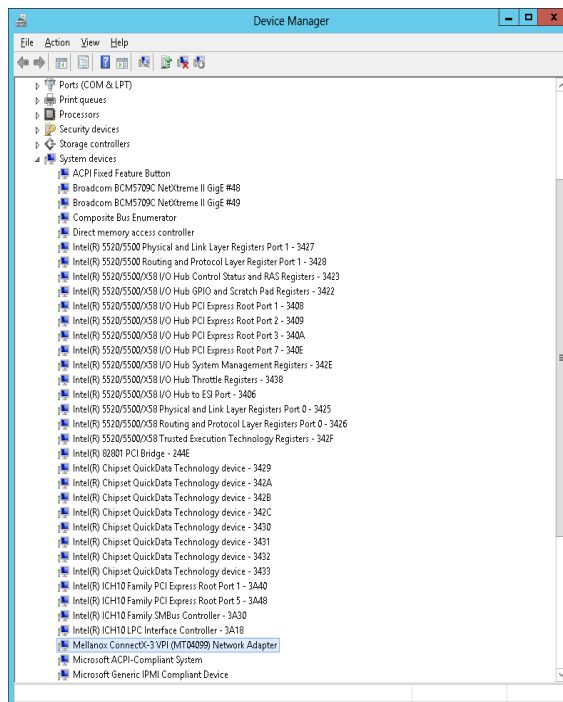 Device Manager
File Action View Help
Ports (COM & LPT)
Print queues
Processors
Security devices
Storage controllers
System devices
ACPI Fixed Feature Button
Broadcom BCM5709C NetXtreme II GigE #48
Broadcom BCM5709C NetXtreme II GigE #49
Composite Bus Enumerator
Direct memory access controller
Intel(R) 5520/5500 Physical and Link Layer Registers Port 1 - 3427
Intel(R) 5520/5500 Routing and Protocol Layer Register Port 1 - 3428
Intel(R) 5520/5500/X58 I/O Hub Control Status and RAS Registers - 3423
Intel(R) 5520/5500/X58 I/O Hub GPIO and Scratch Pad Registers - 3422
Intel(R) 5520/5500/X58 I/O Hub PCI Express Root Port 1 - 3408
Intel(R) 5520/5500/X58 I/O Hub PCI Express Root Port 2 - 3409
Intel(R) 5520/5500/X58 I/O Hub PCI Express Root Port 3 - 340A
Intel(R) 5520/5500/X58 I/O Hub PCI Express Root Port 7 - 340E
Intel(R) 5520/5500/X58 I/O Hub System Management Registers - 342E
Intel(R) 5520/5500/X58 I/O Hub Throttle Registers - 3438
Intel(R) 5520/5500/X58 I/O Hub to ESI Port - 3406
Intel(R) 5520/5500/X58 Physical and Link Layer Registers Port 0 - 3425
Intel(R) 5520/5500/X58 Routing and Protocol Layer Registers Port 0 - 3426
Intel(R) 5520/5500/X58 Trusted Execution Technology Registers - 342F
Intel(R) 82801 PCI Bridge - 244E
Intel(R) Chipset QuickData Technology device - 3429
Intel(R) Chipset QuickData Technology device - 342A
Intel(R) Chipset QuickData Technology device - 342B
Intel(R) Chipset QuickData Technology device - 342C
Intel(R) Chipset QuickData Technology device - 3430
Intel(R) Chipset QuickData Technology device - 3431
Intel(R) Chipset QuickData Technology device - 3432
Intel(R) Chipset QuickData Technology device - 3433
Intel(R) ICH10 Family PCI Express Root Port 1 - 3A40
Intel(R) ICH10 Family PCI Express Root Port 5 - 3A48
Intel(R) ICH10 Family SMBus Controller - 3A30
Intel(R) ICH10 LPC Interface Controller - 3A18
Mellanox ConnectX-3 VPI (MT04099) Network Adapter
Microsoft ACPI-Compliant System
Microsoft Generic IPMI Compliant Device